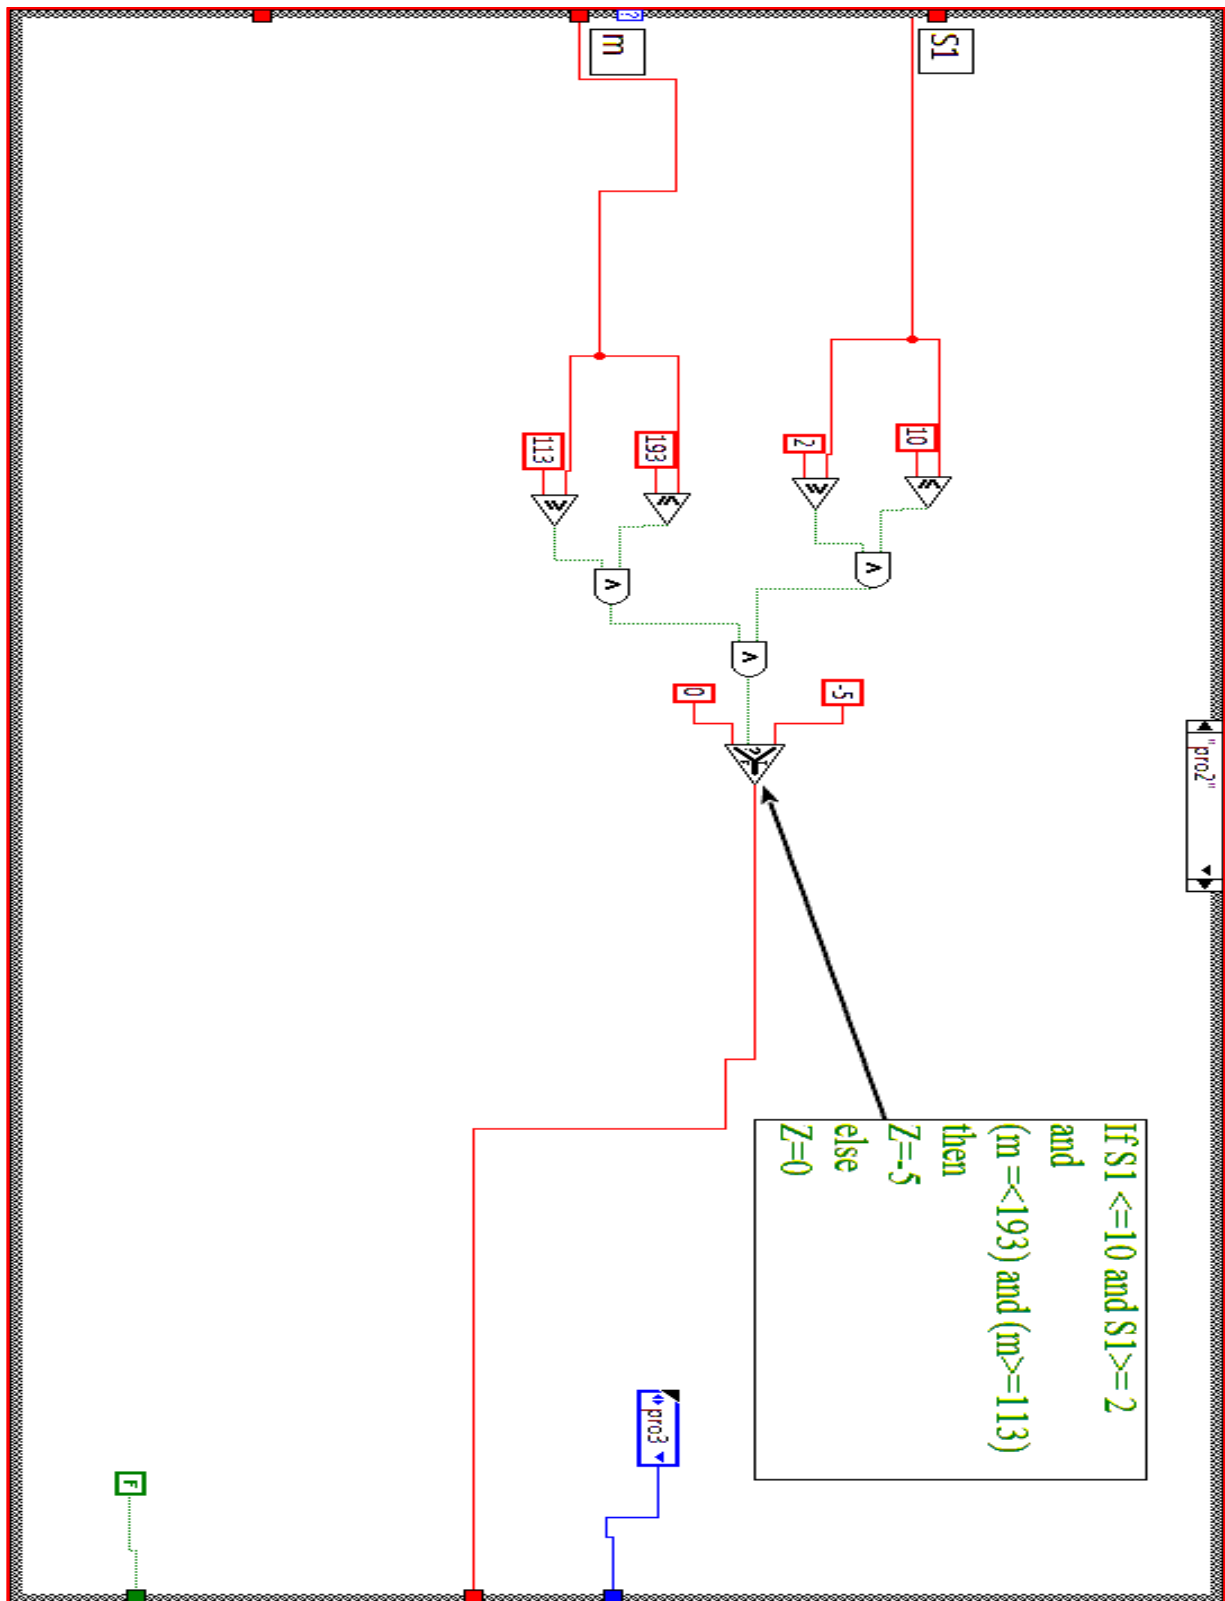 "pro2"
S1
10
2
m
193
113
-5
0
If S1 <=10 and S1>= 2
and
(m =<193) and (m>=113)
then
Z=-5
else
Z=0
pro3
F